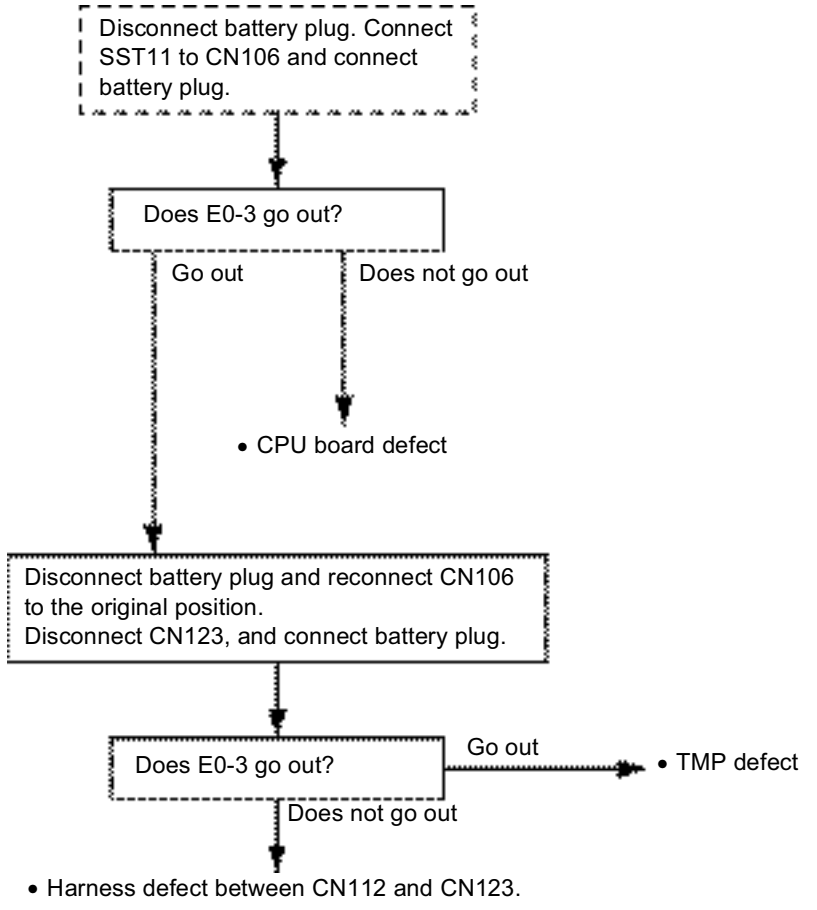 Disconnect battery plug. Connect
SST11 to CN106 and connect
battery plug.
Does E0-3 go out?
Go out
Does not go out
• CPU board defect
Disconnect battery plug and reconnect CN106
to the original position.
Disconnect CN123, and connect battery plug.
Does E0-3 go out?
Go out
• TMP defect
Does not go out
• Harness defect between CN112 and CN123.